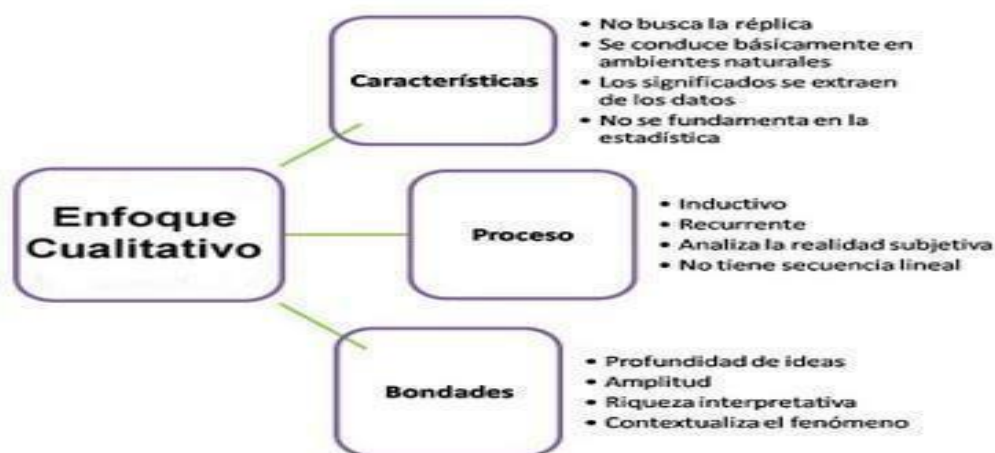 Enfoque
Cualitativo
Características
• No busca la réplica
• Se conduce básicamente en
ambientes naturales
• Los significados se extraen
de los datos
• No se fundamenta en la
estadística
Proceso
• Inductivo
• Recurrente
• Analiza la realidad subjetiva
• No tiene secuencia lineal
Bondades
• Profundidad de ideas
• Amplitud
• Riqueza interpretativa
• Contextualiza el fenómeno